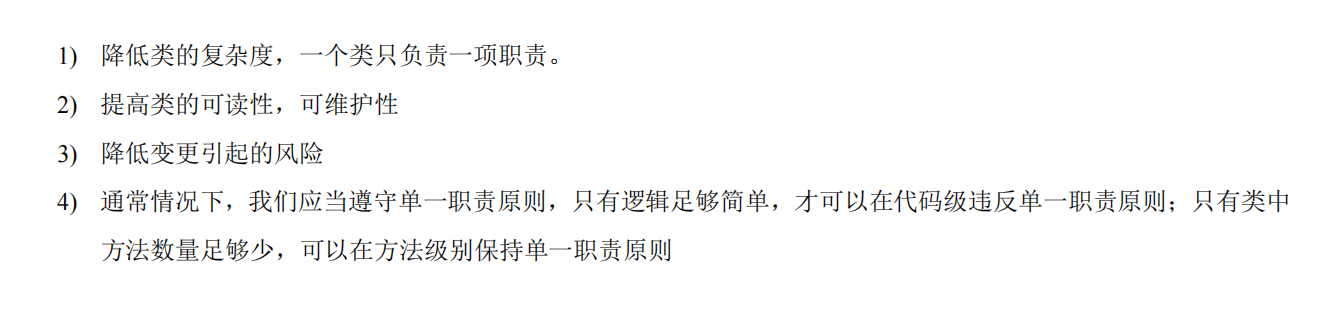 1) 降低类的复杂度，一个类只负责一项职责。
2) 提高类的可读性，可维护性
3) 降低变更引起的风险
4) 通常情况下，我们应当遵守单一职责原则，只有逻辑足够简单，才可以在代码级违反单一职责原则；只有类中
方法数量足够少，可以在方法级别保持单一职责原则